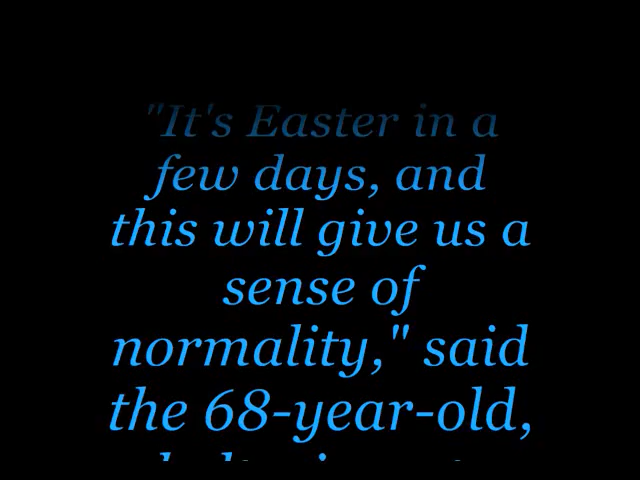 "It's Easter in a
few days, and
this will give us a
sense of
normality," said
the 68-year-old,